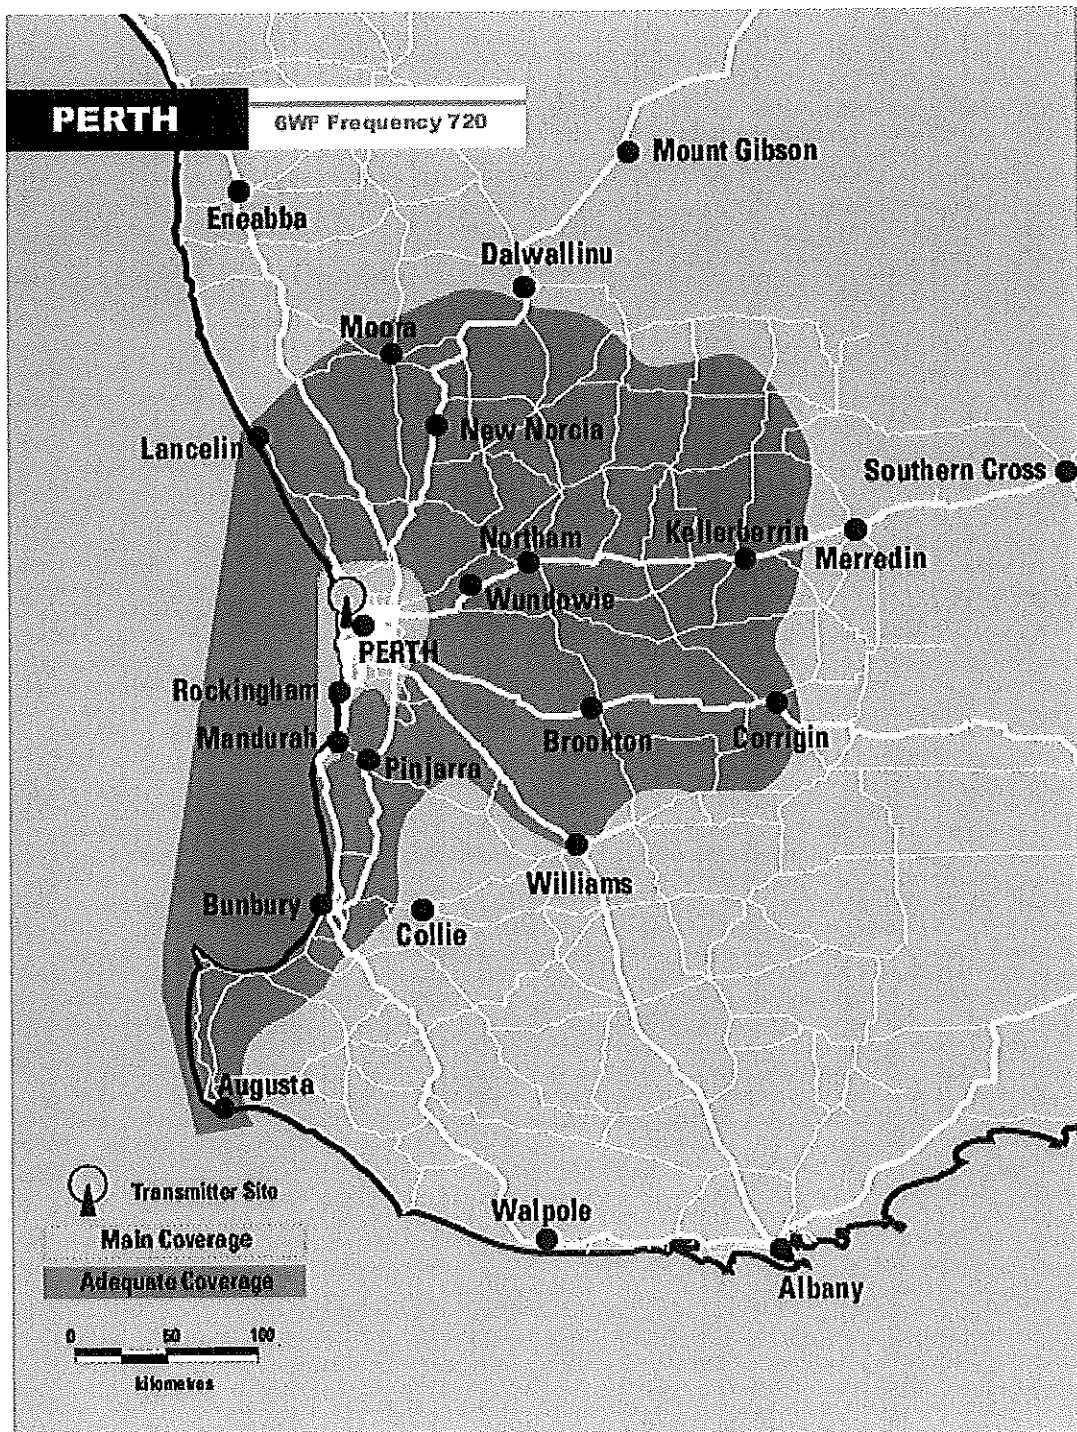 PERTH
6WF Frequency 720
Mount Gibson
Eneabba
Dalwallinu
Moora
New Norcia
Lancelin
Southern Cross
Northam
Kellerberrin
Merredin
Wundowie
PERTH
Rockingham
Mandurah
Brookton
Corrigin
Pinjarra
Williams
Bunbury
Collie
Augusta
Transmitter Site
Walpole
Main Coverage
Adequate Coverage
Albany
0 50 100
kilometres